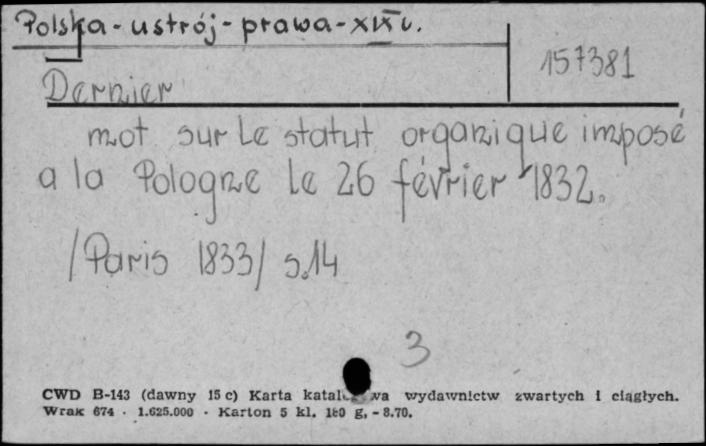 Polska - ustrój - prawa - XIX w.
157381
Dernier
mot sur le statut organique imposé
a la Pologne le 26 février 1832.
/Paris 1833/ s.14
3
CWD B-143 (dawny 15 c) Karta katalogowa wydawnictw zwartych i ciągłych.
Wrak 674 · 1.625.000 · Karton 5 kl. 180 g, - 8.70.